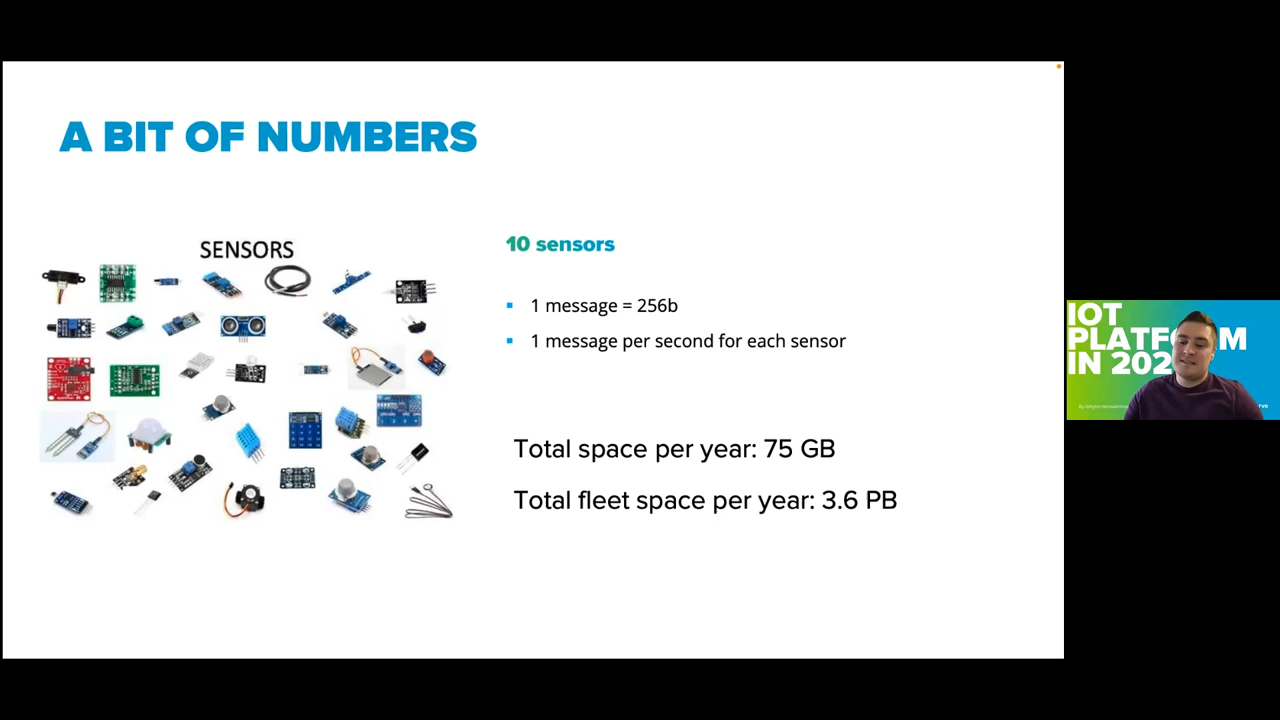 A BIT OF NUMBERS
SENSORS
10 sensors
1 message = 256b
1 message per second for each sensor
Total space per year: 75 GB
Total fleet space per year: 3.6 PB
IOT
PLATFORM
IN 202